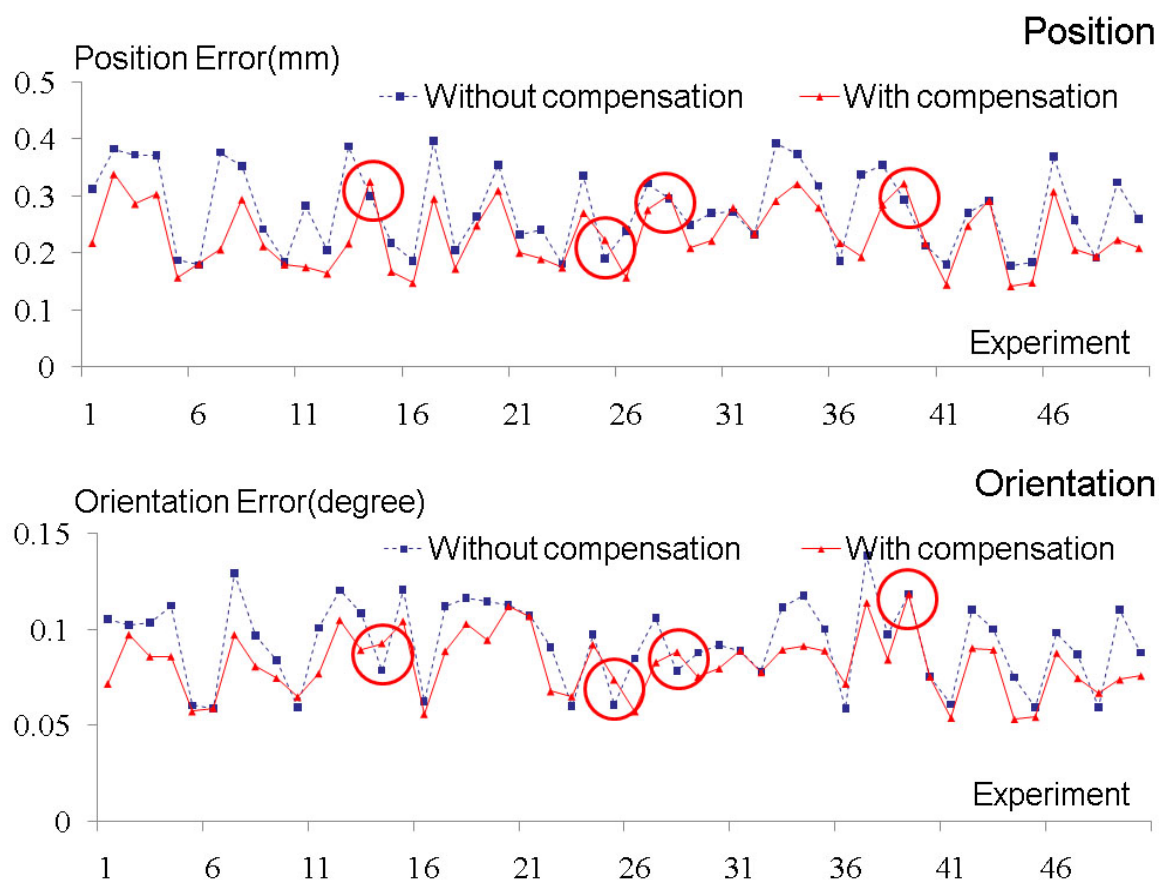 Position
Position Error(mm)
0.5
Without compensation
With compensation
0.4
0.3
0.2
0.1
Experiment
0
1 6 11 16 21 26 31 36 41 46
Orientation
Orientation Error(degree)
0.15
Without compensation
With compensation
0.1
0.05
Experiment
0
1 6 11 16 21 26 31 36 41 46